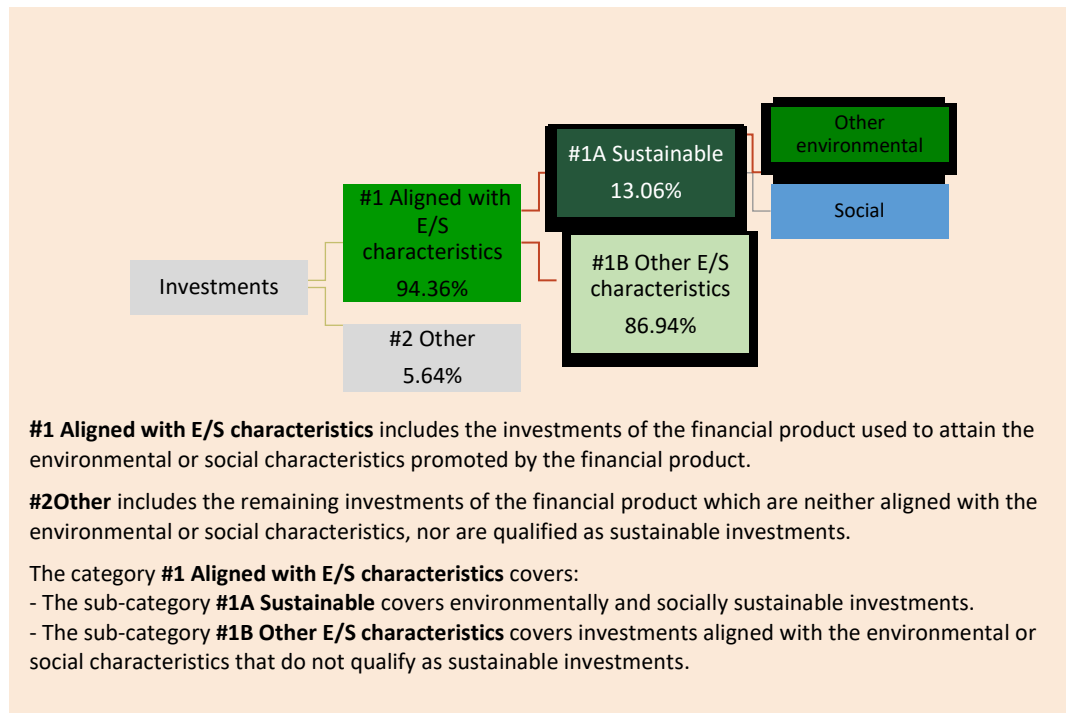 Other
environmental
#1A Sustainable
13.06%
Social
#1 Aligned with
E/S
characteristics
94.36%
#1B Other E/S
characteristics
86.94%
Investments
#2 Other
5.64%
#1 Aligned with E/S characteristics includes the investments of the financial product used to attain the
environmental or social characteristics promoted by the financial product.
#2Other includes the remaining investments of the financial product which are neither aligned with the
environmental or social characteristics, nor are qualified as sustainable investments.
The category #1 Aligned with E/S characteristics covers:
- The sub-category #1A Sustainable covers environmentally and socially sustainable investments.
- The sub-category #1B Other E/S characteristics covers investments aligned with the environmental or
social characteristics that do not qualify as sustainable investments.